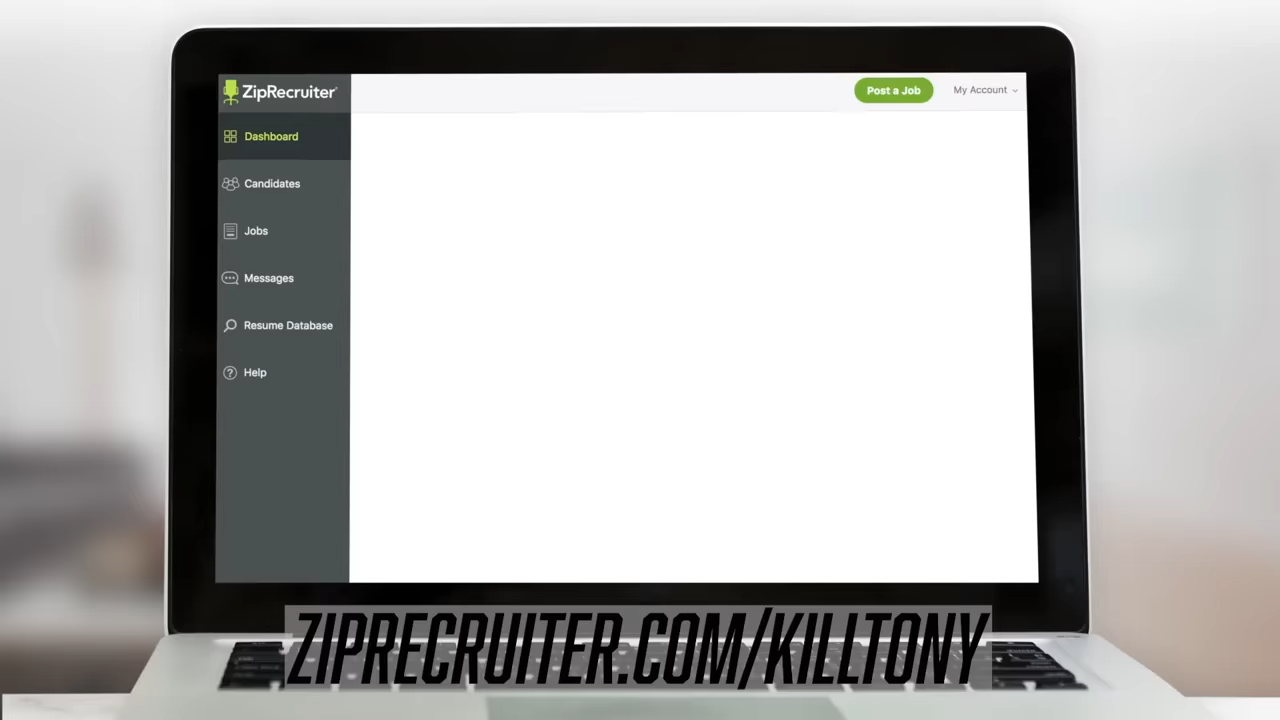 ZipRecruiter
Post a Job
My Account
Dashboard
Candidates
Jobs
Messages
Resume Database
Help
ZIPRECRUITER.COM/KILLTONY